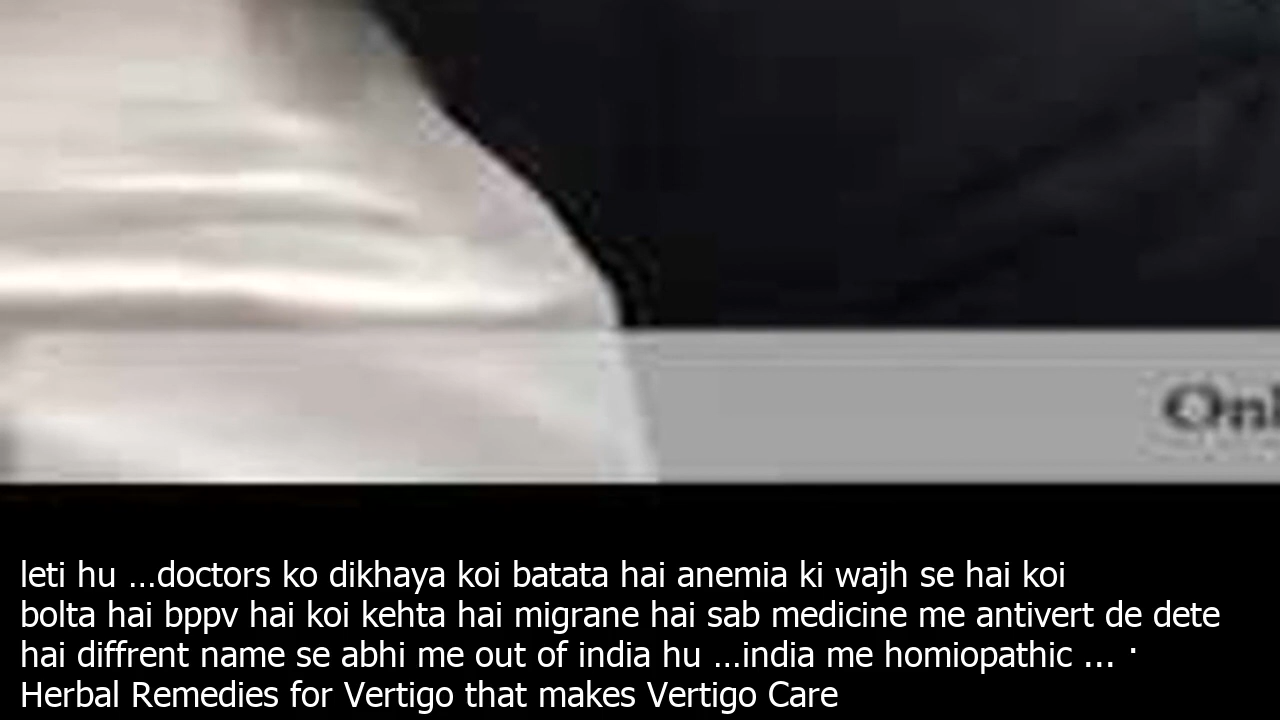 leti hu ...doctors ko dikhaya koi batata hai anemia ki wajh se hai koi
bolta hai bppv hai koi kehta hai migrane hai sab medicine me antivert de dete
hai diffrent name se abhi me out of india hu ...india me homiopathic ... ·
Herbal Remedies for Vertigo that makes Vertigo Care